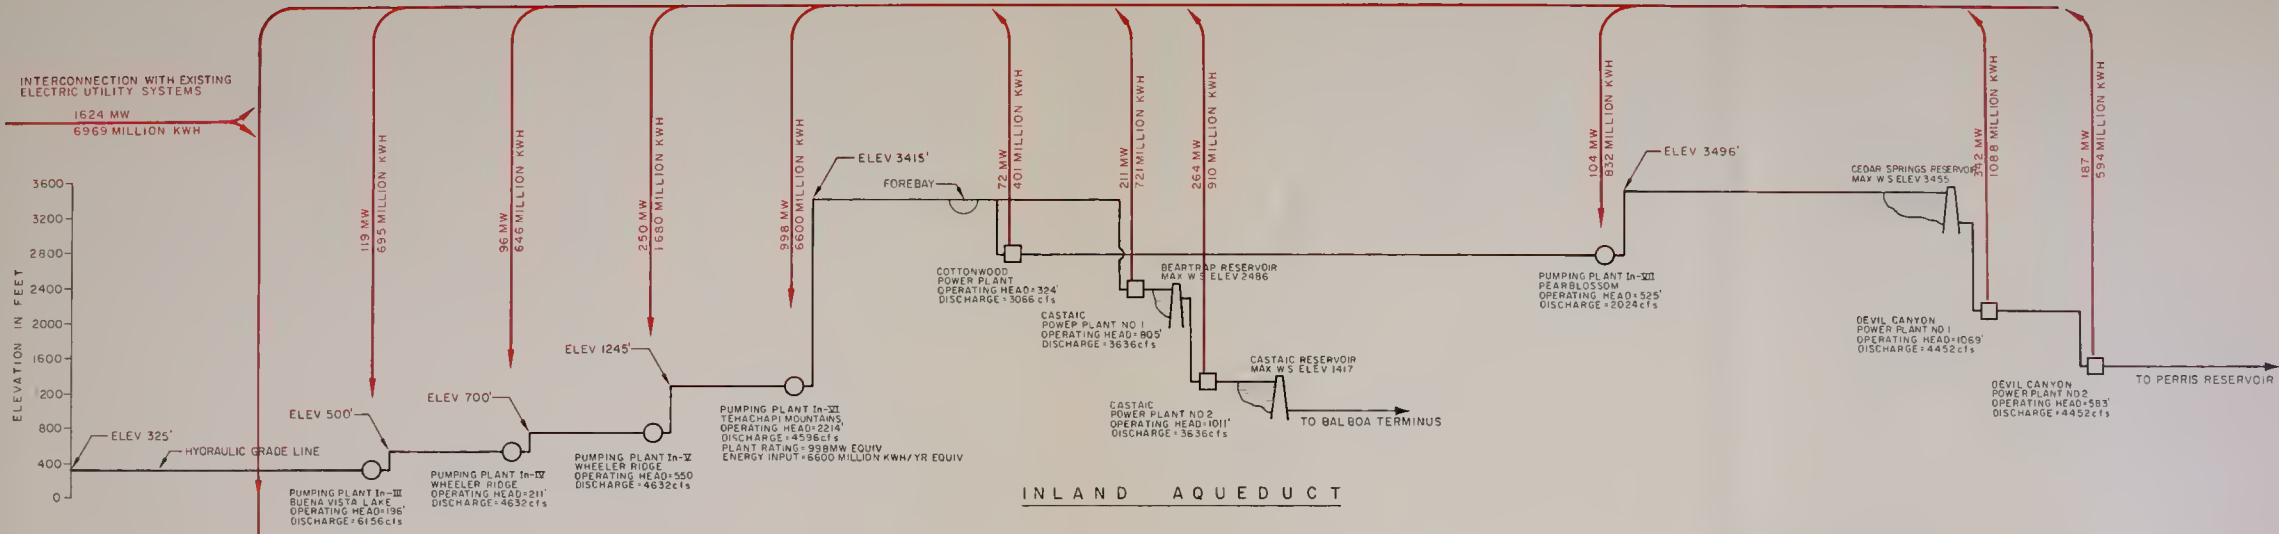 INTERCONNECTION WITH EXISTING
ELECTRIC UTILITY SYSTEMS
1624 MW
6969 MILLION KWH
119 MW
695 MILLION KWH
96 MW
646 MILLION KWH
250 MW
1680 MILLION KWH
998 MW
6600 MILLION KWH
72 MW
401 MILLION KWH
211 MW
721 MILLION KWH
264 MW
910 MILLION KWH
104 MW
832 MILLION KWH
342 MW
1088 MILLION KWH
187 MW
594 MILLION KWH
ELEVATION IN FEET
3600
3200
2800
2400
2000
1600
1200
800
400
0
ELEV 325'
HYDRAULIC GRADE LINE
ELEV 500'
ELEV 700'
ELEV 1245'
ELEV 3415'
FOREBAY
ELEV 3496'
PUMPING PLANT In-III
BUENA VISTA LAKE
OPERATING HEAD=196'
DISCHARGE=6156cfs
PUMPING PLANT In-IV
WHEELER RIDGE
OPERATING HEAD=211'
DISCHARGE=4632cfs
PUMPING PLANT In-V
WHEELER RIDGE
OPERATING HEAD=550
DISCHARGE=4632cfs
PUMPING PLANT In-VI
TEHACHAPI MOUNTAINS
OPERATING HEAD=2214'
DISCHARGE=4596cfs
PLANT RATING=998MW EQUIV
ENERGY INPUT=6600 MILLION KWH/YR EQUIV
COTTONWOOD
POWER PLANT
OPERATING HEAD=324'
DISCHARGE=3066cfs
CASTAIC
POWER PLANT NO 1
OPERATING HEAD=805'
DISCHARGE=3636cfs
BEARTRAP RESERVOIR
MAX W S ELEV 2486
CASTAIC
POWER PLANT NO 2
OPERATING HEAD=1011'
DISCHARGE=3636cfs
CASTAIC RESERVOIR
MAX W S ELEV 1417
TO BALBOA TERMINUS
PUMPING PLANT In-VII
PEARBLOSSOM
OPERATING HEAD=525'
DISCHARGE=2024cfs
CEDAR SPRINGS RESERVOIR
MAX W S ELEV 3455
DEVIL CANYON
POWER PLANT NO 1
OPERATING HEAD=1069'
DISCHARGE=4452cfs
DEVIL CANYON
POWER PLANT NO 2
OPERATING HEAD=583'
DISCHARGE=4452cfs
TO PERRIS RESERVOIR
INLAND AQUEDUCT